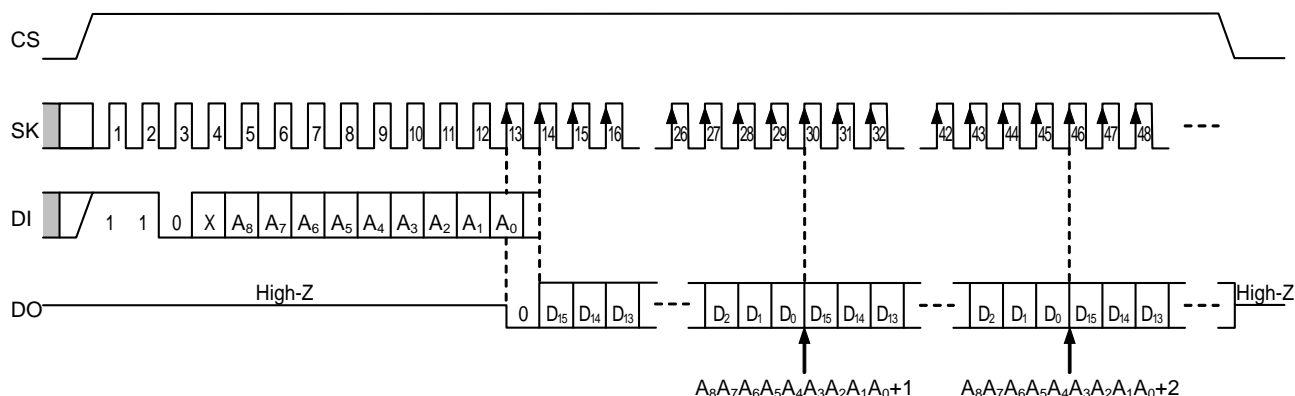 CS
SK 1 2 3 4 5 6 7 8 9 10 11 12 13 14 15 16 26 27 28 29 30 31 32 42 43 44 45 46 47 48
DI 1 1 0 X A₈ A₇ A₆ A₅ A₄ A₃ A₂ A₁ A₀
High-Z High-Z
DO 0 D₁₅ D₁₄ D₁₃ D₂ D₁ D₀ D₁₅ D₁₄ D₁₃ D₂ D₁ D₀ D₁₅ D₁₄ D₁₃
A₈A₇A₆A₅A₄A₃A₂A₁A₀+1 A₈A₇A₆A₅A₄A₃A₂A₁A₀+2